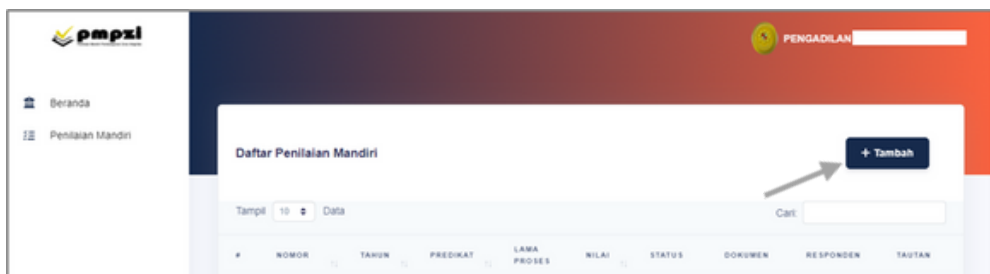 pmpzi
PENGADILAN
Beranda
Penilaian Mandiri
Daftar Penilaian Mandiri
+ Tambah
Tampil 10 Data
Cari:
# NOMOR TAHUN PREDIKAT LAMA PROSES NILAI STATUS DOKUMEN RESPONDEN TAUTAN